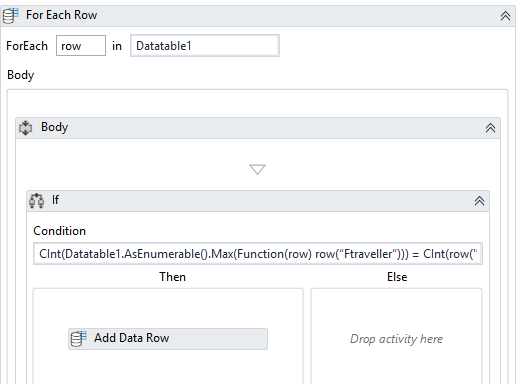 For Each Row
ForEach row in Datatable1
Body
Body
If
Condition
CInt(Datatable1.AsEnumerable().Max(Function(row) row(“Ftraveller”))) = CInt(row("
Then Else
Add Data Row Drop activity here